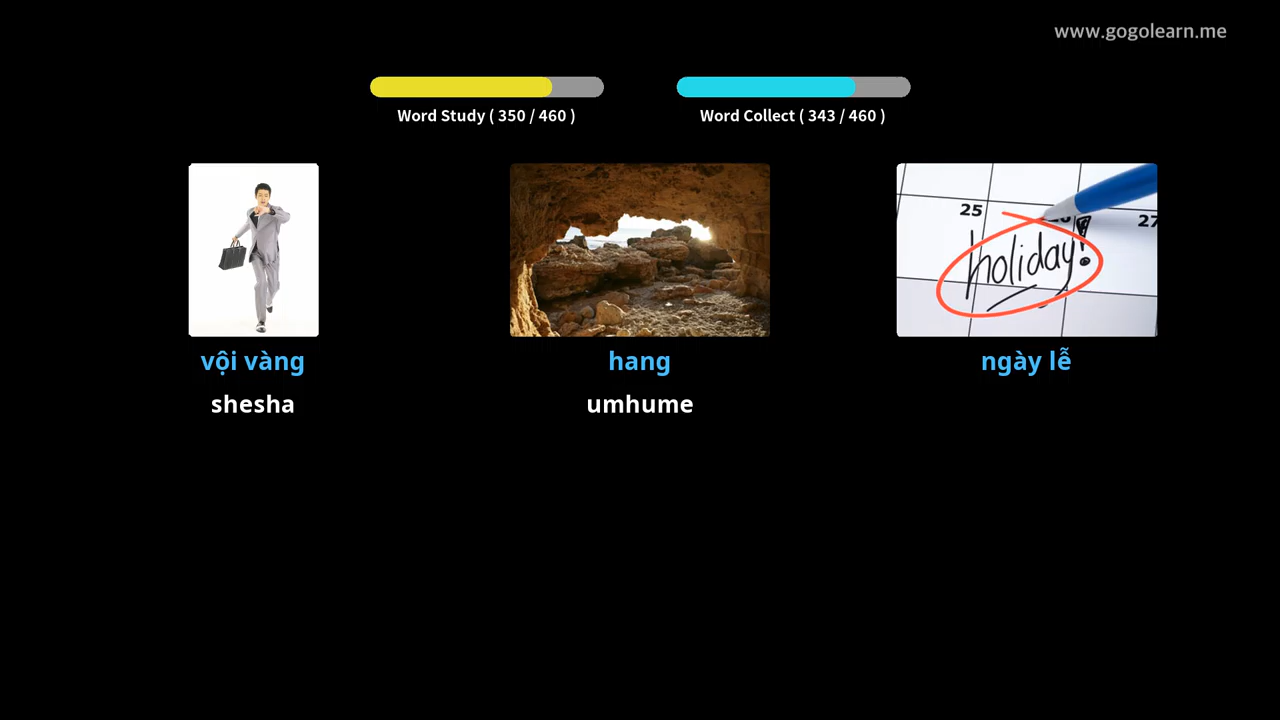 www.gogolearn.me
Word Study ( 350 / 460 )
Word Collect ( 343 / 460 )
25
27
holiday!
vội vàng
hang
ngày lễ
shesha
umhume